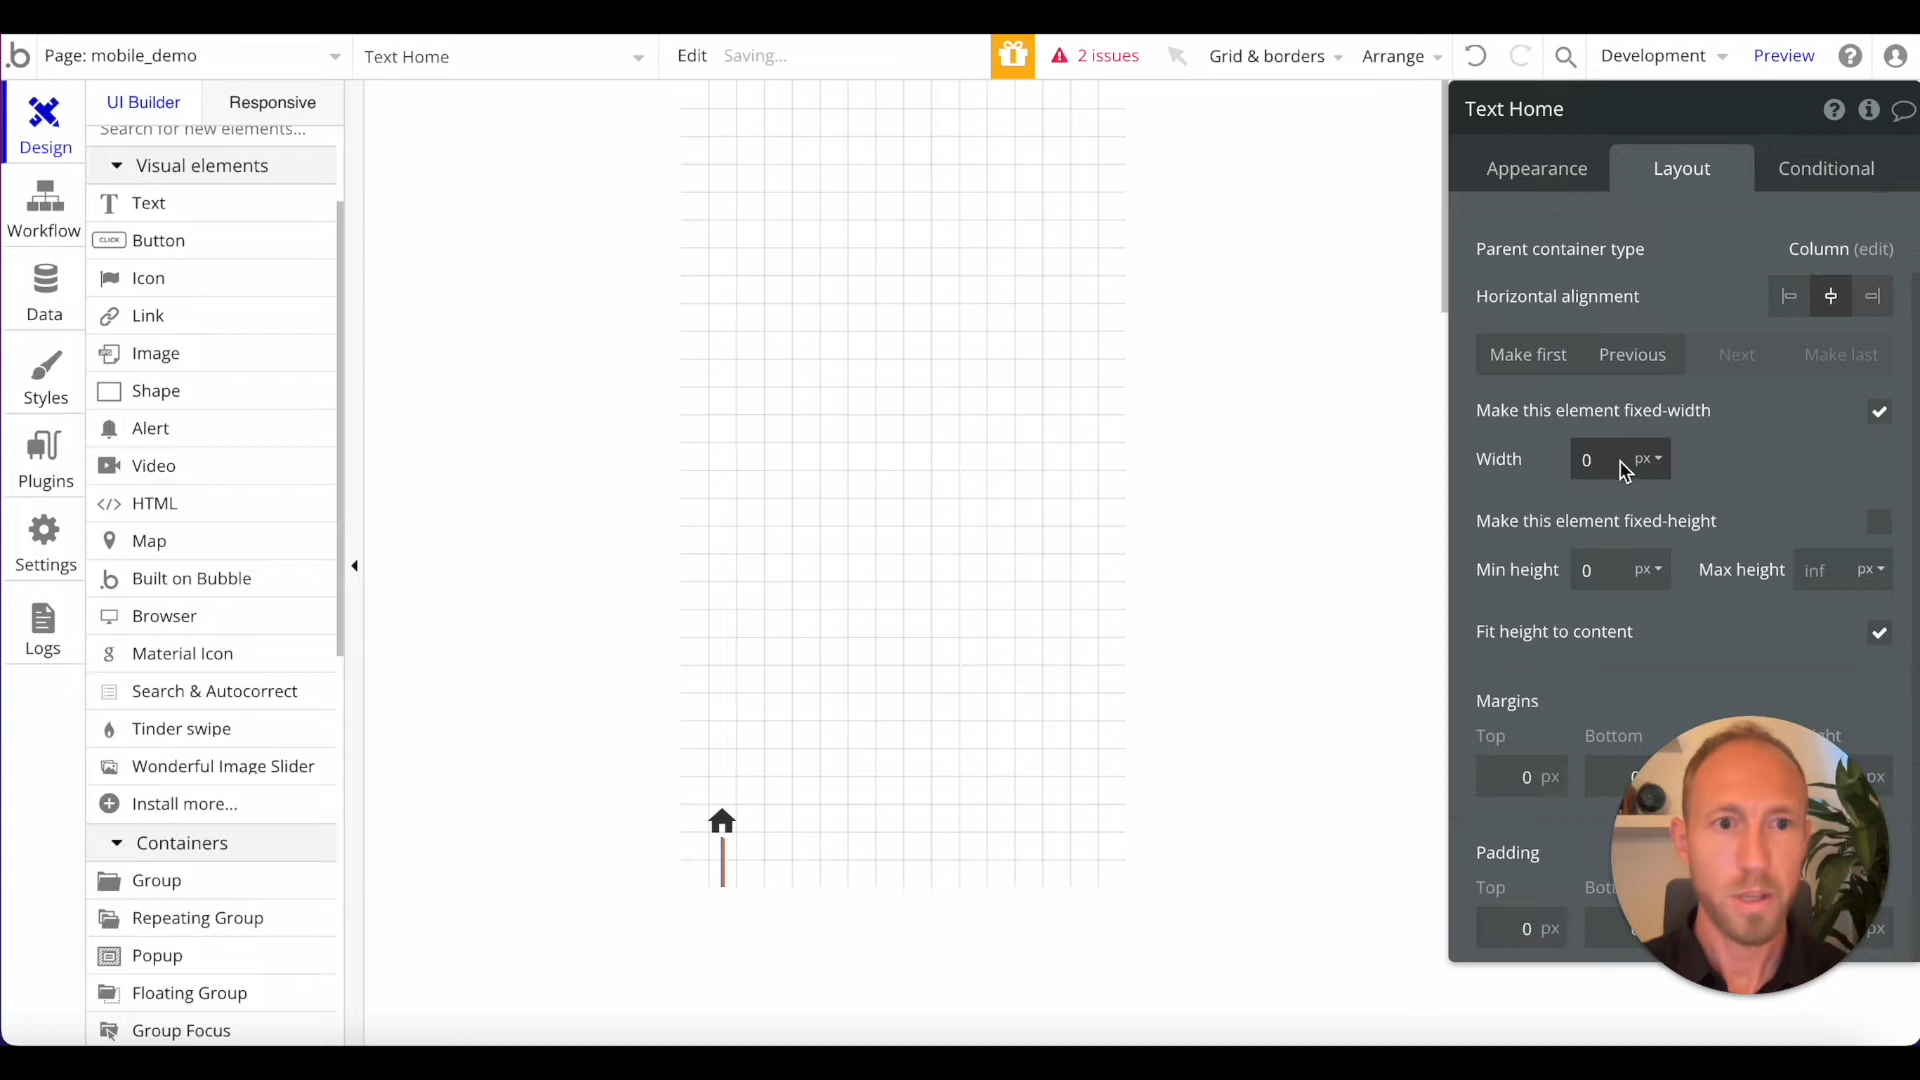 Page: mobile_demo
Text Home
Edit
Saving...
2 issues
Grid & borders
Arrange
Development
Preview
UI Builder
Responsive
Search for new elements...
Design
Workflow
Data
Styles
Plugins
Settings
Logs
Visual elements
Text
CLICK
Button
Icon
Link
Image
Shape
Alert
Video
HTML
Map
Built on Bubble
Browser
Material Icon
Search & Autocorrect
Tinder swipe
Wonderful Image Slider
Install more...
Containers
Group
Repeating Group
Popup
Floating Group
Group Focus
Text Home
Appearance
Layout
Conditional
Parent container type
Column (edit)
Horizontal alignment
Make first
Previous
Next
Make last
Make this element fixed-width
Width
0 px
Make this element fixed-height
Min height
0 px
Max height
inf px
Fit height to content
Margins
Top
Bottom
0 px
px
Padding
Top
0 px
px